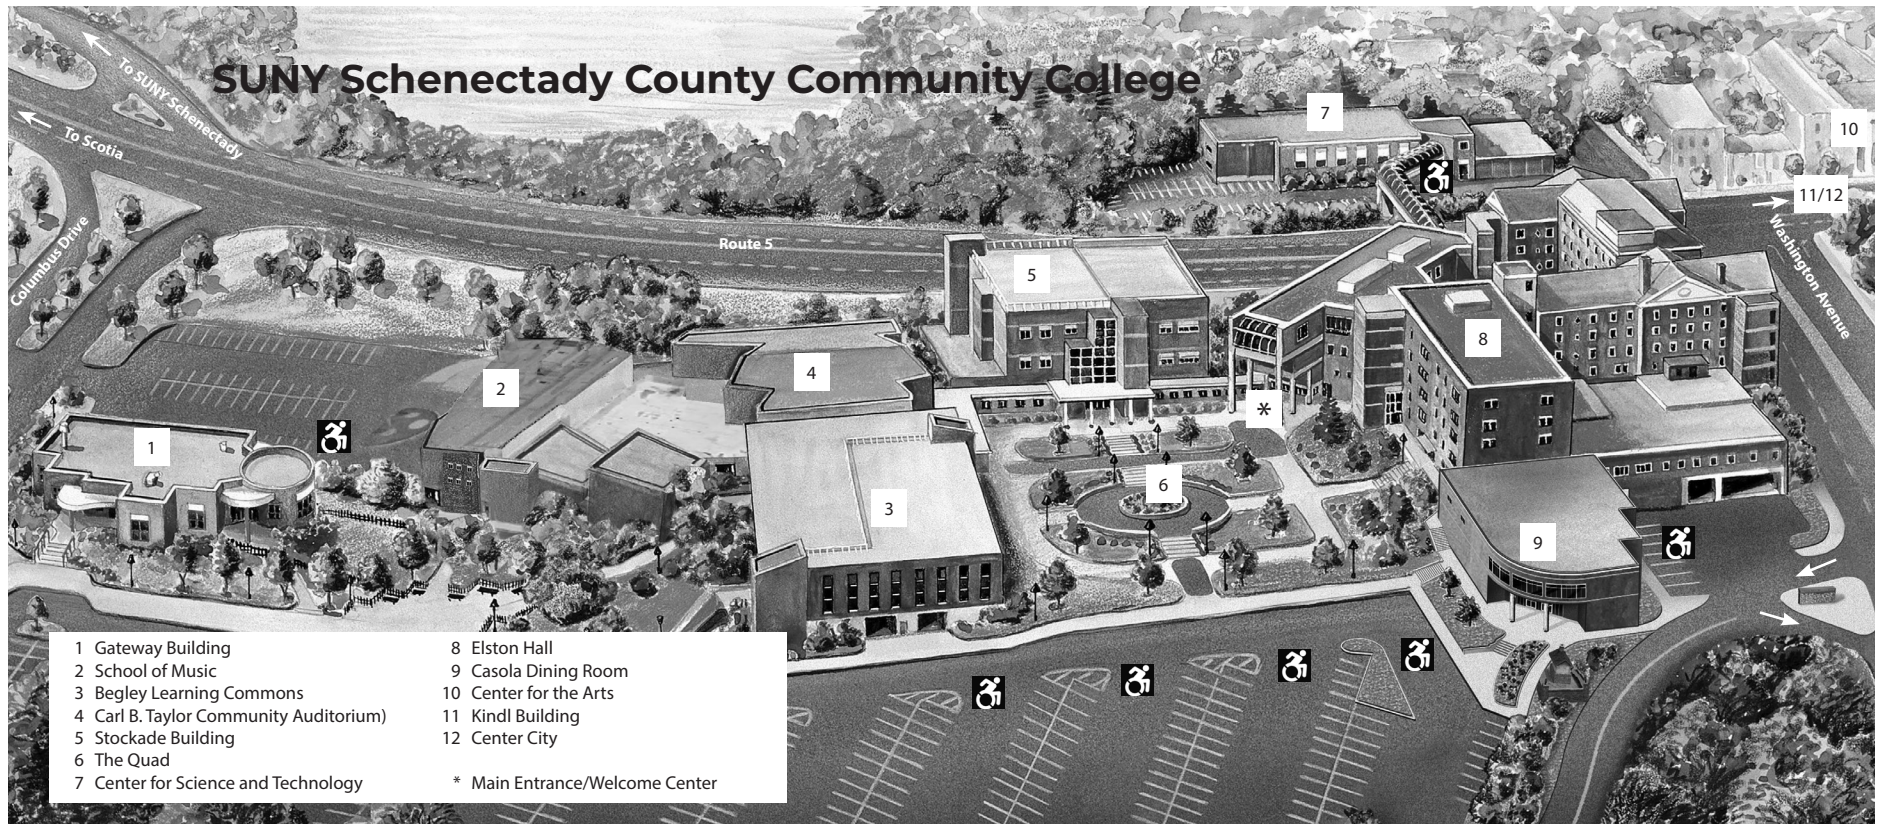 SUNY Schenectady County Community College
To SUNY Schenectady
To Scotia
Columbus Drive
Route 5
Washington Avenue
7
10
11/12
5
8
4
2
*
1
6
3
9
1 Gateway Building
2 School of Music
3 Begley Learning Commons
4 Carl B. Taylor Community Auditorium)
5 Stockade Building
6 The Quad
7 Center for Science and Technology
8 Elston Hall
9 Casola Dining Room
10 Center for the Arts
11 Kindl Building
12 Center City
* Main Entrance/Welcome Center